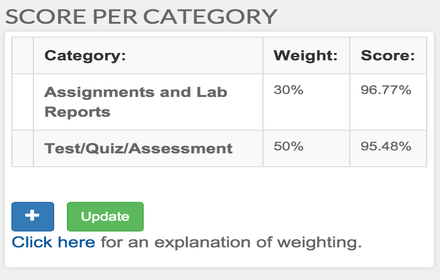 SCORE PER CATEGORY
Category: Weight: Score:
Assignments and Lab 30% 96.77%
Reports
Test/Quiz/Assessment 50% 95.48%
+ Update
Click here for an explanation of weighting.